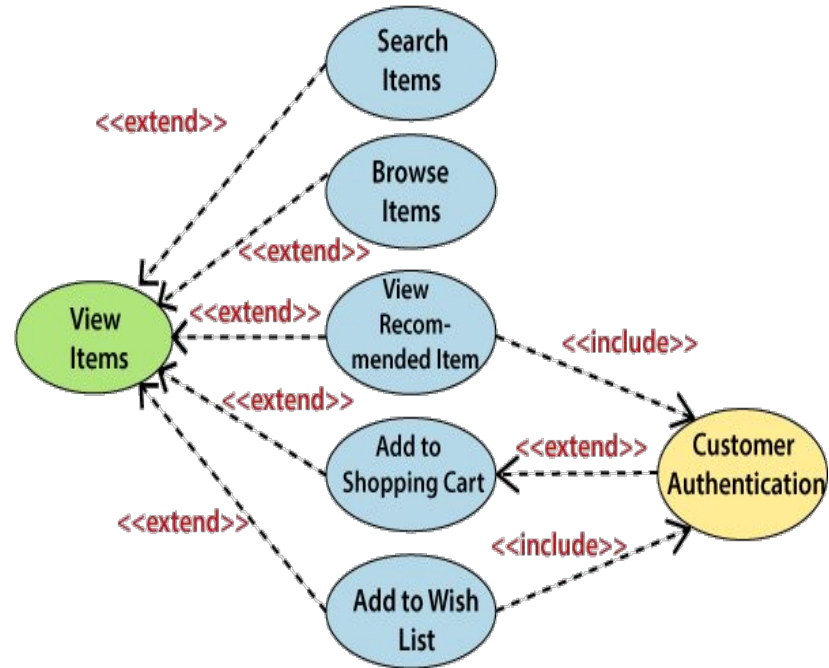 Search
Items
<<extend>>
Browse
Items
<<extend>>
View
Recom-
mended Item
<<extend>>
View
Items
<<include>>
<<extend>>
Add to
Shopping Cart
<<extend>>
Customer
Authentication
<<extend>>
<<include>>
Add to Wish
List